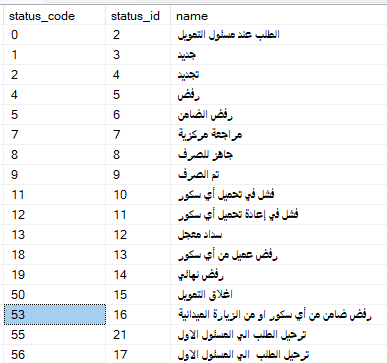 status_code status_id name
0 2 الطلب عند مسئول التمويل
1 3 جديد
2 4 تجديد
4 5 رفض
5 6 رفض الضامن
7 7 مراجعة مركزية
8 8 جاهز للصرف
9 9 تم الصرف
11 10 فشل في تحميل أي سكور
12 11 فشل في إعادة تحميل أي سكور
13 12 سداد معجل
18 13 رفض عميل من أي سكور
19 14 رفض نهائي
50 15 اغلاق التمويل
53 16 رفض ضامن من أي سكور او من الزيارة الميدانية
55 21 ترحيل الطلب الي المسئول الاول
56 17 ترحيل الطلب الي المسئول الاول